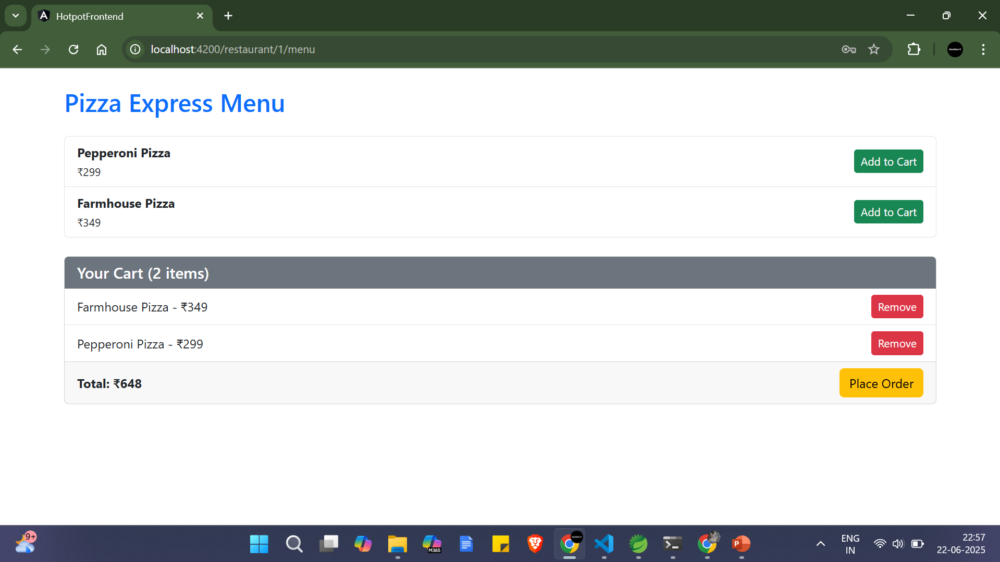 HotpotFrontend
localhost:4200/restaurant/1/menu
Pizza Express Menu
Pepperoni Pizza
₹299
Add to Cart
Farmhouse Pizza
₹349
Add to Cart
Your Cart (2 items)
Farmhouse Pizza - ₹349
Remove
Pepperoni Pizza - ₹299
Remove
Total: ₹648
Place Order
9+
M365
P
ENG
IN
22:57
22-06-2025